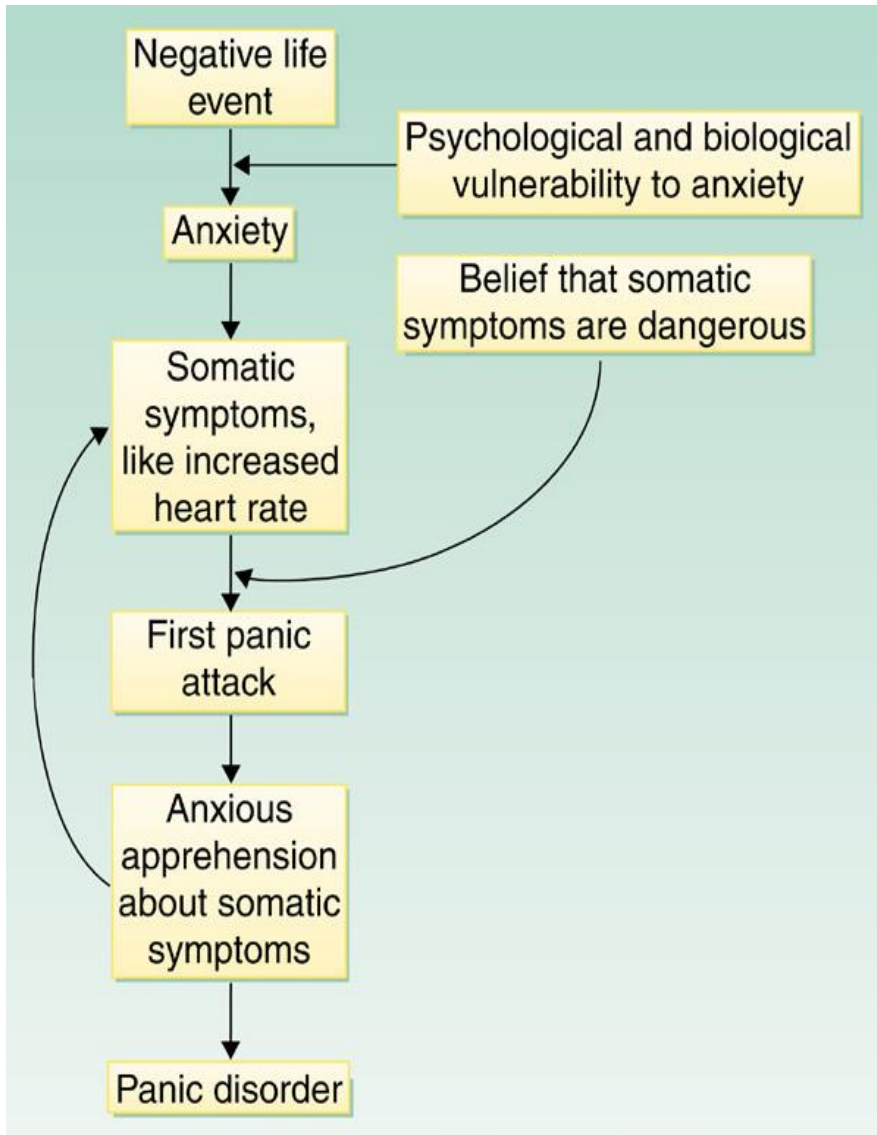 Negative life
event
Psychological and biological
vulnerability to anxiety
Anxiety
Belief that somatic
symptoms are dangerous
Somatic
symptoms,
like increased
heart rate
First panic
attack
Anxious
apprehension
about somatic
symptoms
Panic disorder